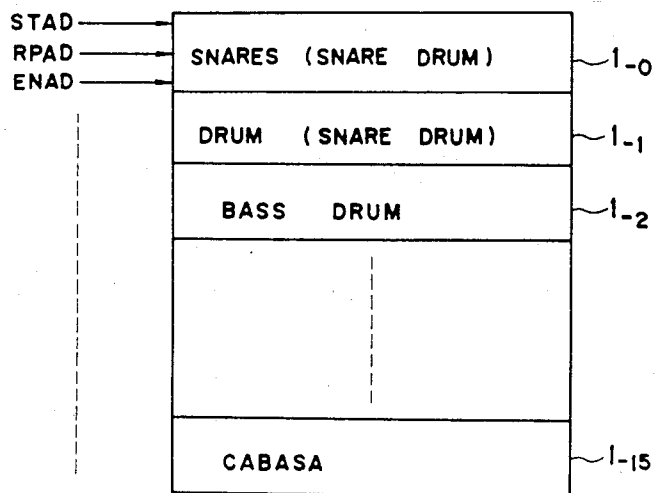 STAD
RPAD
ENAD
SNARES (SNARE DRUM)
1-0
DRUM (SNARE DRUM)
1-1
BASS DRUM
1-2
CABASA
1-15